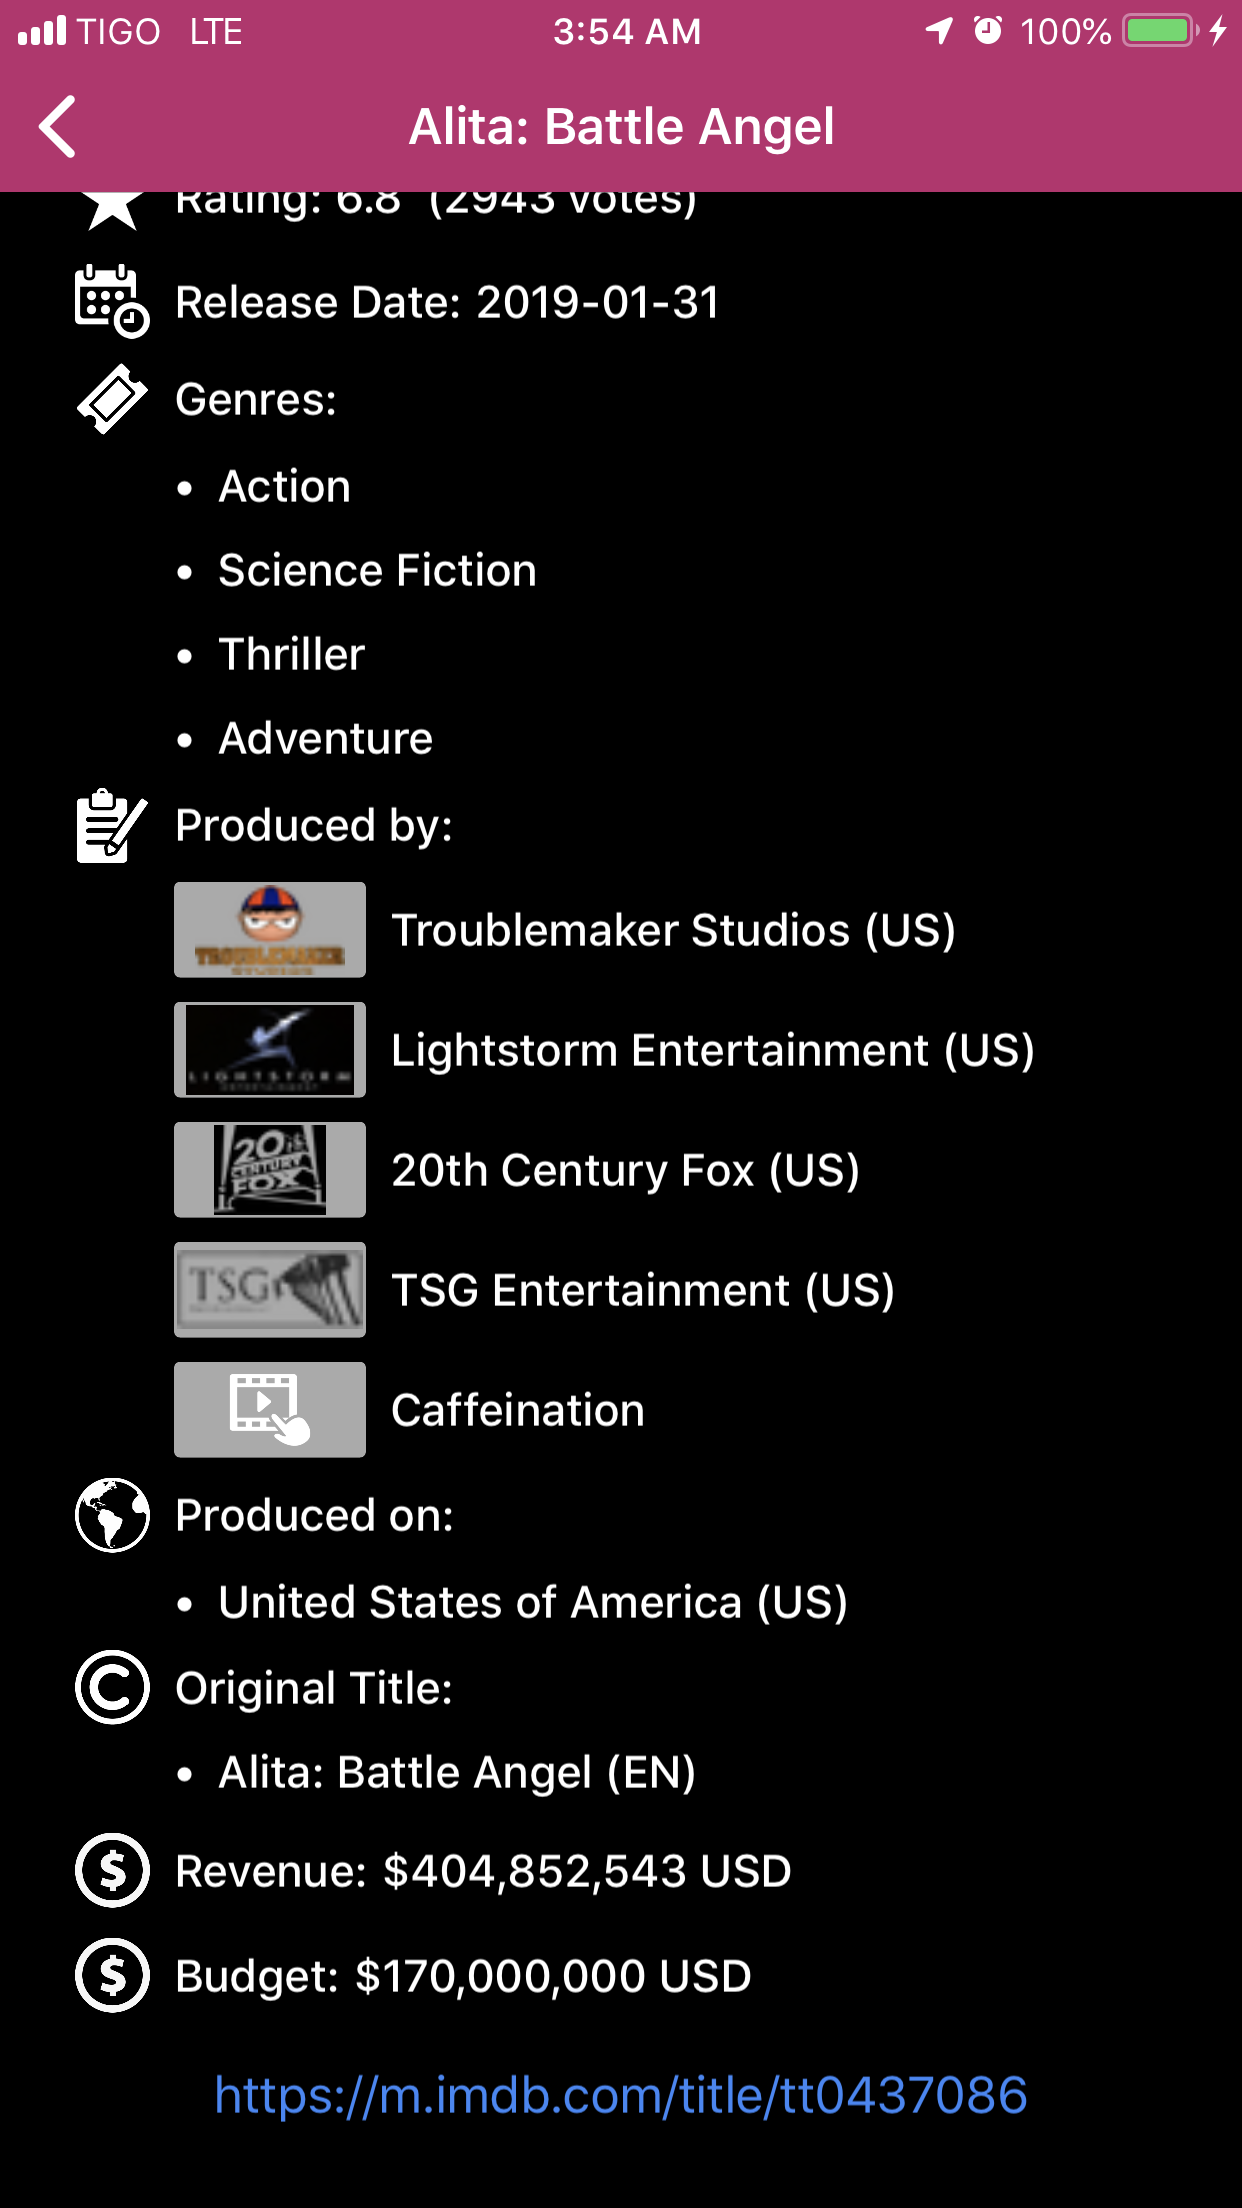 TIGO LTE 3:54 AM 100%
Alita: Battle Angel
Rating: 6.8 (2943 votes)
Release Date: 2019-01-31
Genres:
• Action
• Science Fiction
• Thriller
• Adventure
Produced by:
TROUBLEMAKER
STUDIOS
Troublemaker Studios (US)
LIGHTSTORM
ENTERTAINMENT
Lightstorm Entertainment (US)
20th
CENTURY
FOX
20th Century Fox (US)
TSG
TSG Entertainment (US)
Caffeination
Produced on:
• United States of America (US)
Original Title:
• Alita: Battle Angel (EN)
Revenue: $404,852,543 USD
Budget: $170,000,000 USD
https://m.imdb.com/title/tt0437086